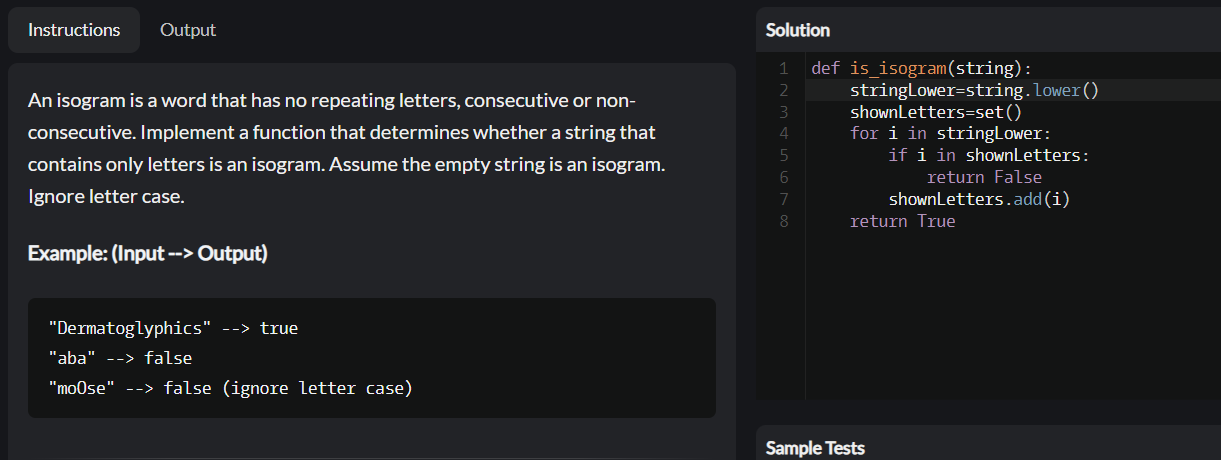 Instructions
Output
An isogram is a word that has no repeating letters, consecutive or non-
consecutive. Implement a function that determines whether a string that
contains only letters is an isogram. Assume the empty string is an isogram.
Ignore letter case.
Example: (Input --> Output)
"Dermatoglyphics" --> true
"aba" --> false
"moOse" --> false (ignore letter case)
Solution
1 def is_isogram(string):
2     stringLower=string.lower()
3     shownLetters=set()
4     for i in stringLower:
5         if i in shownLetters:
6             return False
7         shownLetters.add(i)
8     return True
Sample Tests